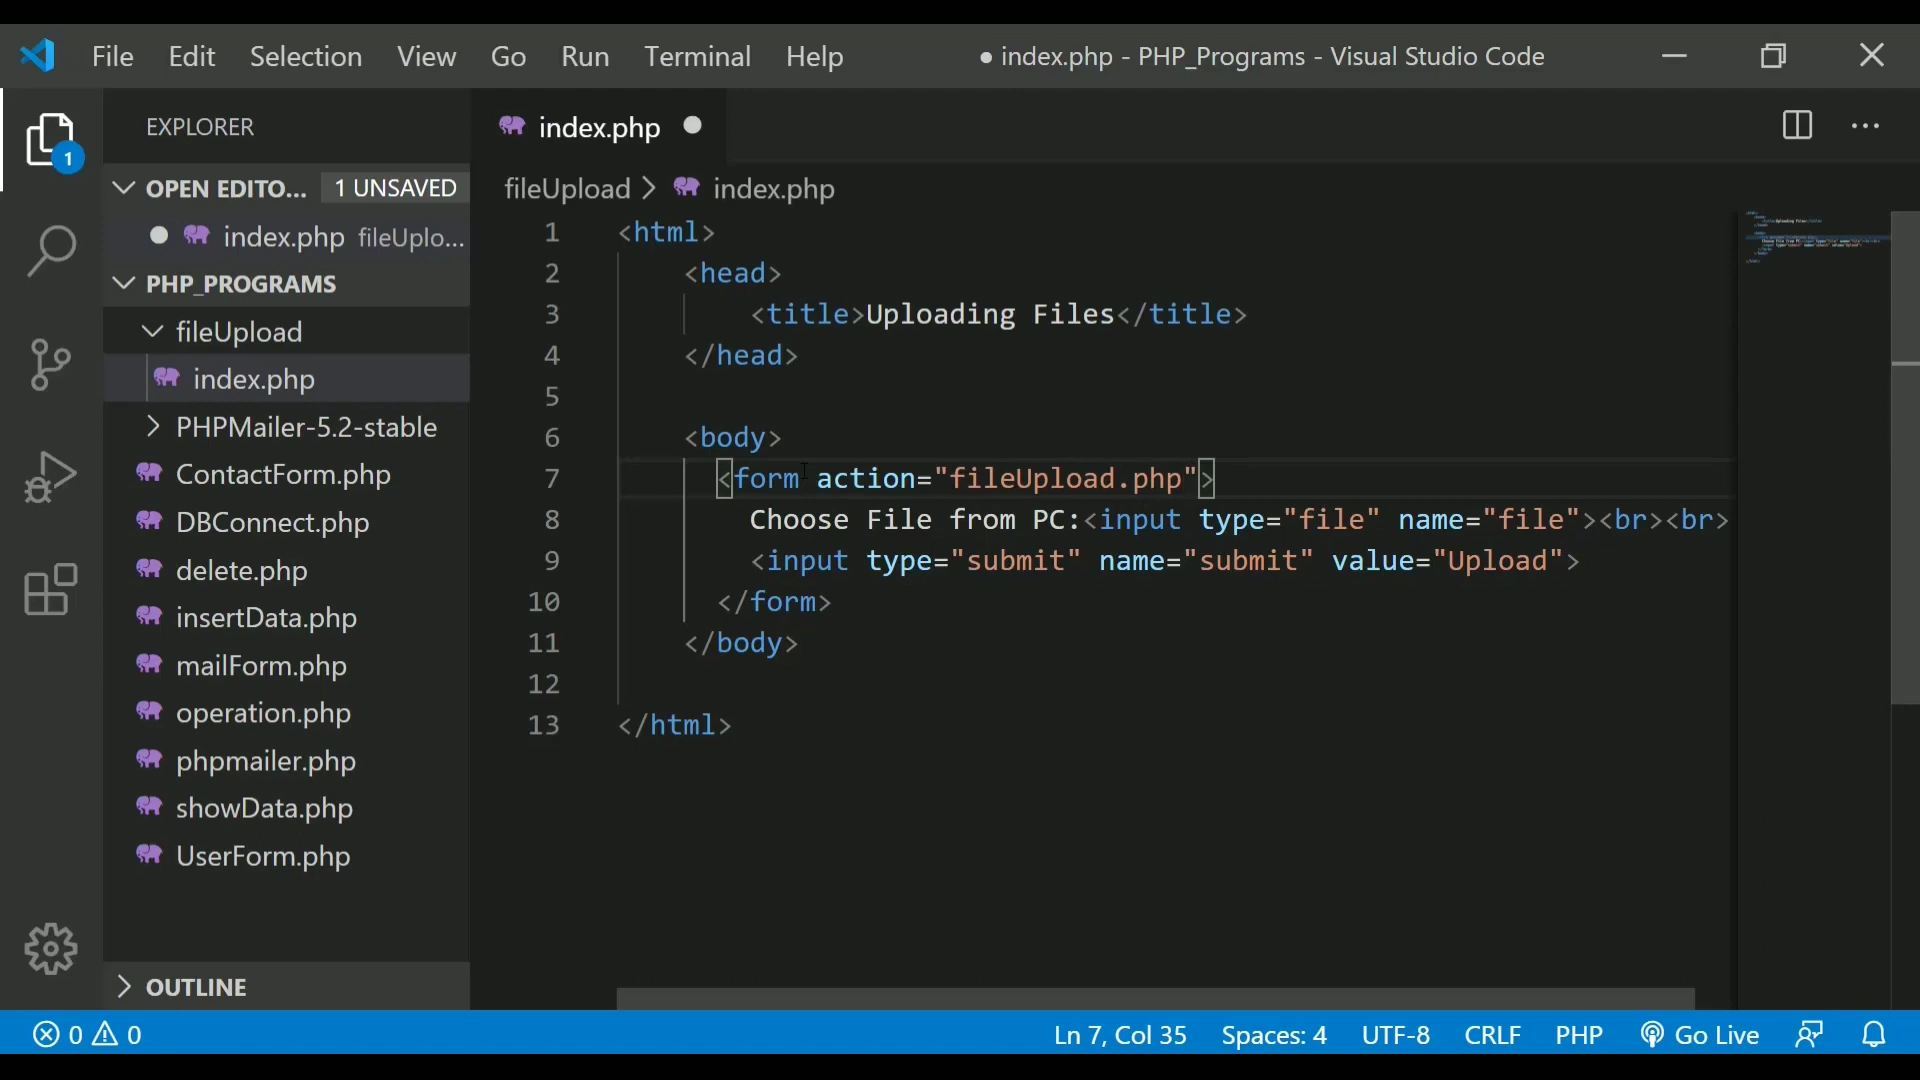 File Edit Selection View Go Run Terminal Help ● index.php - PHP_Programs - Visual Studio Code
EXPLORER
1
OPEN EDITO... 1 UNSAVED
index.php fileUplo...
PHP_PROGRAMS
fileUpload
index.php
PHPMailer-5.2-stable
ContactForm.php
DBConnect.php
delete.php
insertData.php
mailForm.php
operation.php
phpmailer.php
showData.php
UserForm.php
OUTLINE
index.php
fileUpload > index.php
1 <html>
2 <head>
3 <title>Uploading Files</title>
4 </head>
5
6 <body>
7 <form action="fileUpload.php">
8 Choose File from PC:<input type="file" name="file"><br><br>
9 <input type="submit" name="submit" value="Upload">
10 </form>
11 </body>
12
13 </html>
0 0 Ln 7, Col 35 Spaces: 4 UTF-8 CRLF PHP Go Live